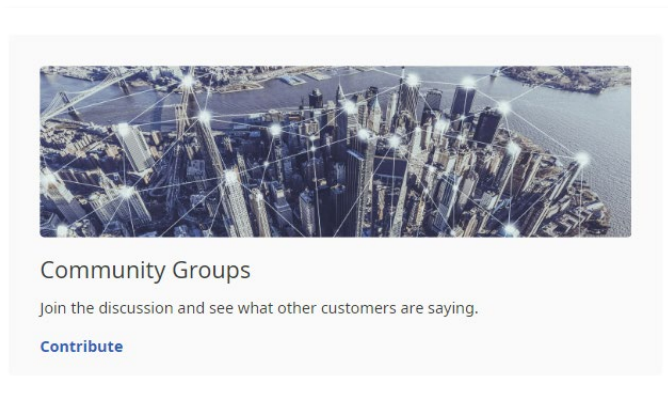 Community Groups
Join the discussion and see what other customers are saying.
Contribute